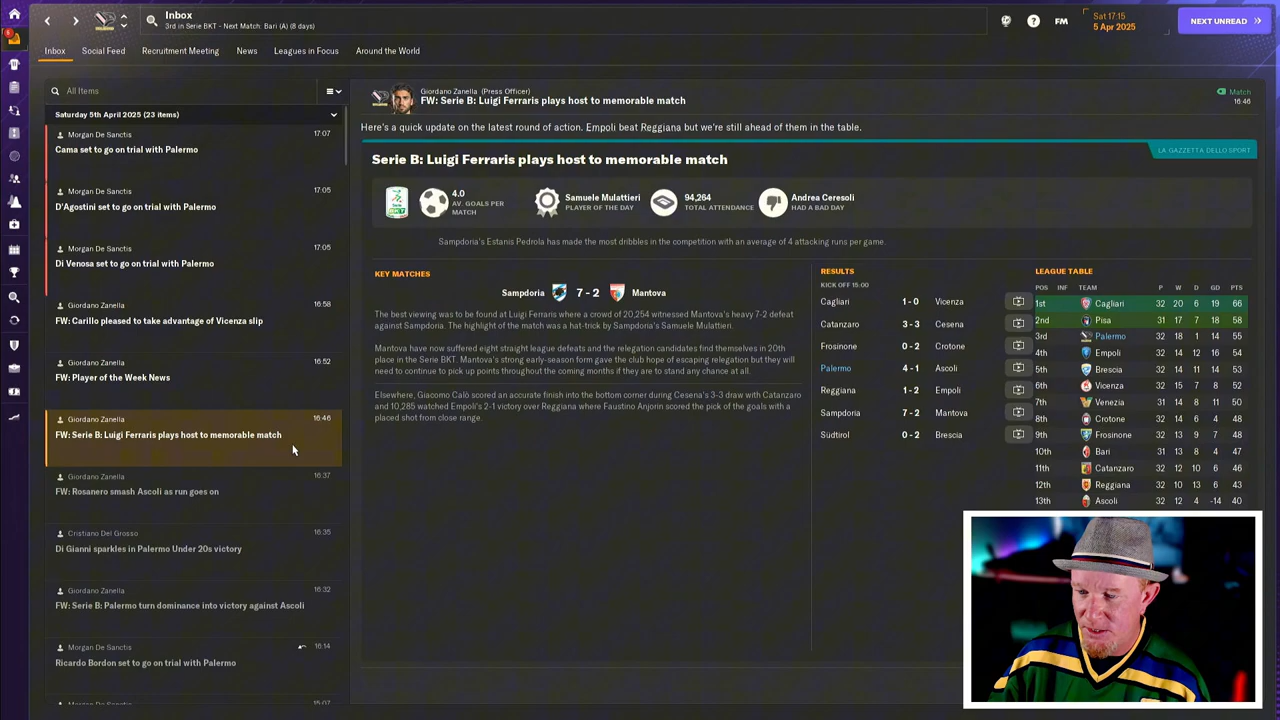 Inbox
3rd in Serie BKT - Next Match: Bari (A) (8 days)
FM
Sat 17:15
5 Apr 2025
NEXT UNREAD
Inbox
Social Feed
Recruitment Meeting
News
Leagues in Focus
Around the World
All Items
Saturday 5th April 2025 (23 items)
Morgan De Sanctis 17:07
Cama set to go on trial with Palermo
Morgan De Sanctis 17:05
D'Agostini set to go on trial with Palermo
Morgan De Sanctis 17:05
Di Venosa set to go on trial with Palermo
Giordano Zanella 16:58
FW: Carillo pleased to take advantage of Vicenza slip
Giordano Zanella 16:52
FW: Player of the Week News
Giordano Zanella 16:46
FW: Serie B: Luigi Ferraris plays host to memorable match
Giordano Zanella 16:37
FW: Rosanero smash Ascoli as run goes on
Cristiano Del Grosso 16:35
Di Gianni sparkles in Palermo Under 20s victory
Giordano Zanella 16:32
FW: Serie B: Palermo turn dominance into victory against Ascoli
Morgan De Sanctis 16:14
Ricardo Bordon set to go on trial with Palermo
Giordano Zanella (Press Officer)
FW: Serie B: Luigi Ferraris plays host to memorable match
Match
16:46
Here's a quick update on the latest round of action. Empoli beat Reggiana but we're still ahead of them in the table.
LA GAZZETTA DELLO SPORT
Serie B: Luigi Ferraris plays host to memorable match
4.0
AV. GOALS PER
MATCH
Samuele Mulattieri
PLAYER OF THE DAY
94,264
TOTAL ATTENDANCE
Andrea Ceresoli
HAD A BAD DAY
Sampdoria's Estanis Pedrola has made the most dribbles in the competition with an average of 4 attacking runs per game.
KEY MATCHES
Sampdoria 7 - 2 Mantova
The best viewing was to be found at Luigi Ferraris where a crowd of 20,254 witnessed Mantova's heavy 7-2 defeat
against Sampdoria. The highlight of the match was a hat-trick by Sampdoria's Samuele Mulattieri.
Mantova have now suffered eight straight league defeats and the relegation candidates find themselves in 20th
place in the Serie BKT. Mantova's strong early-season form gave the club hope of escaping relegation but they will
need to continue to pick up points throughout the coming months if they are to stand any chance at all.
Elsewhere, Giacomo Calò scored an accurate finish into the bottom corner during Cesena's 3-3 draw with Catanzaro
and 10,285 watched Empoli's 2-1 victory over Reggiana where Faustino Anjorin scored the pick of the goals with a
placed shot from close range.
RESULTS
KICK OFF 15:00
Cagliari 1 - 0 Vicenza
Catanzaro 3 - 3 Cesena
Frosinone 0 - 2 Crotone
Palermo 4 - 1 Ascoli
Reggiana 1 - 2 Empoli
Sampdoria 7 - 2 Mantova
Südtirol 0 - 2 Brescia
LEAGUE TABLE
POS INF TEAM P W D GD PTS
1st Cagliari 32 20 6 19 66
2nd Pisa 31 17 7 18 58
3rd Palermo 32 18 1 14 55
4th Empoli 32 14 12 16 54
5th Brescia 32 14 11 14 53
6th Vicenza 32 15 7 8 52
7th Venezia 31 14 8 11 50
8th Crotone 32 14 6 4 48
9th Frosinone 32 13 9 7 48
10th Bari 31 13 8 4 47
11th Catanzaro 32 12 10 6 46
12th Reggiana 32 10 13 6 43
13th Ascoli 32 12 4 -14 40